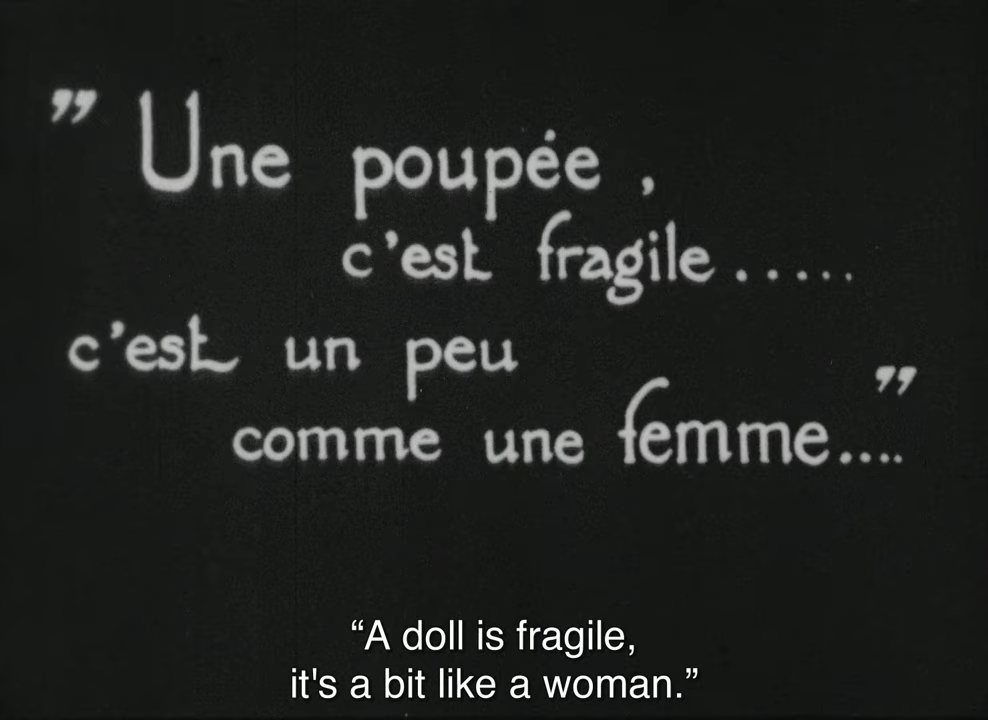 ” Une poupée ,
c’est fragile.....
c’est un peu
comme une femme.... ”
“A doll is fragile,
it's a bit like a woman.”